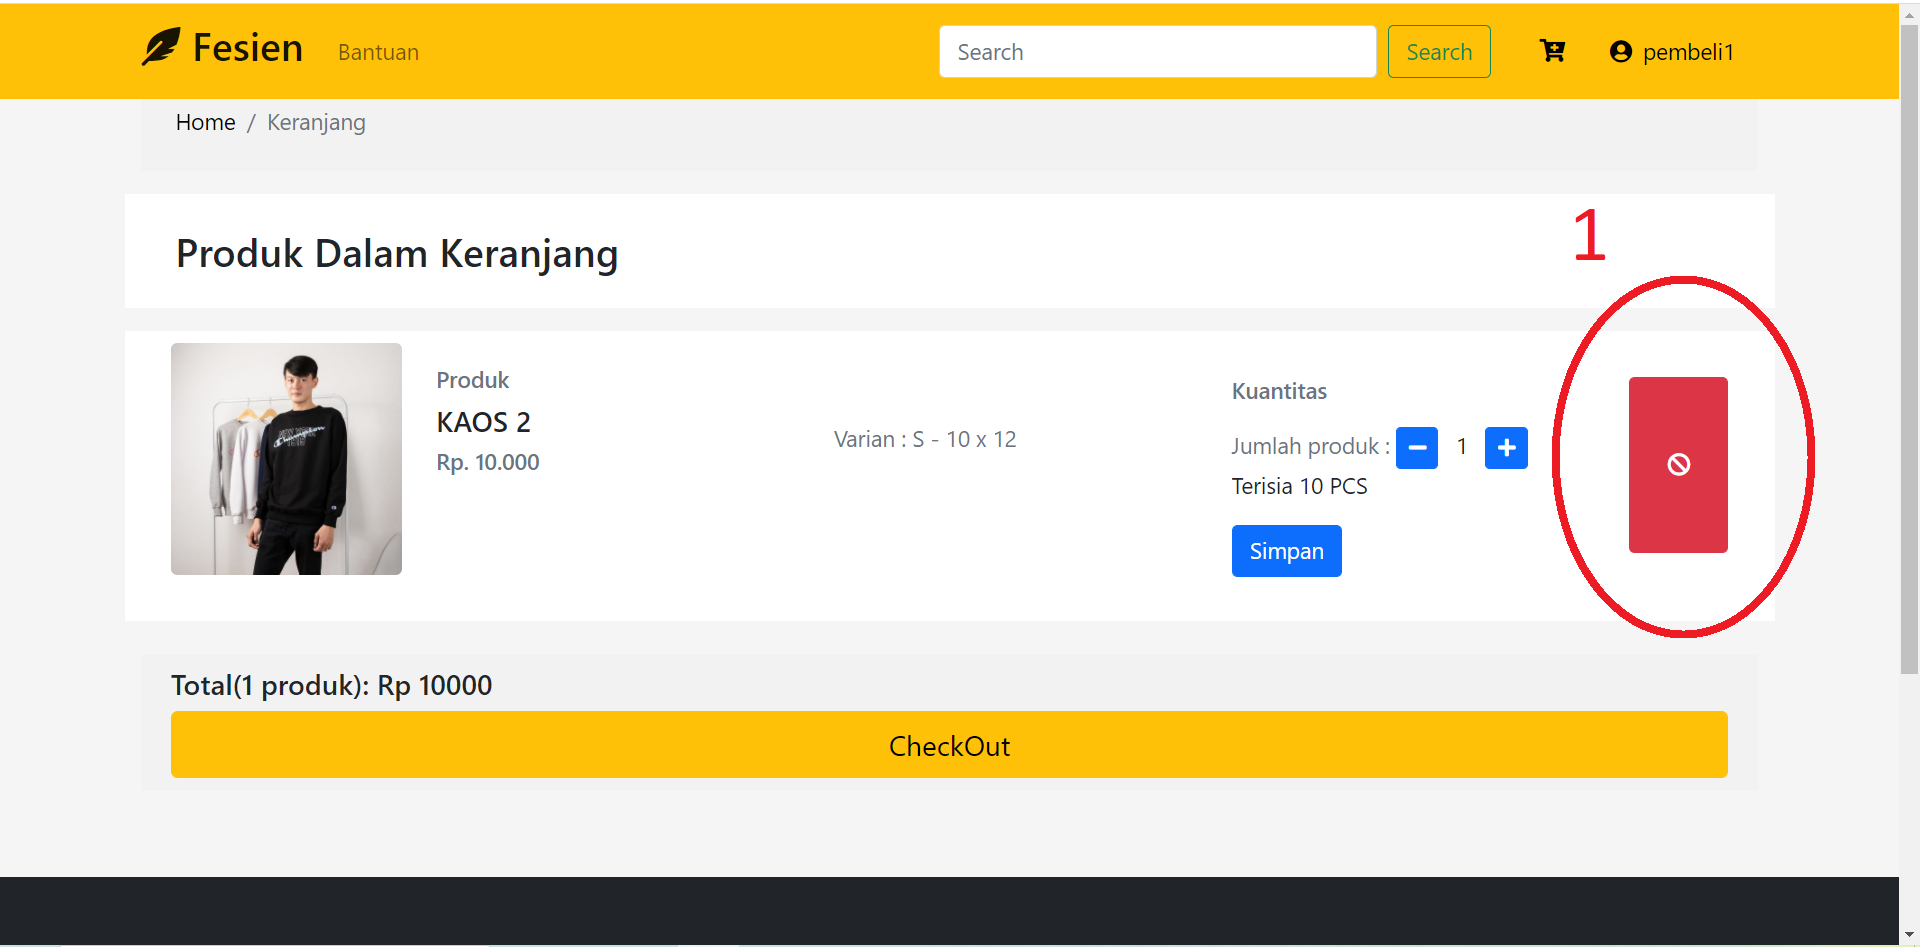 Fesien Bantuan Search Search pembeli1
Home / Keranjang
Produk Dalam Keranjang
1
Produk
KAOS 2
Rp. 10.000
Varian : S - 10 x 12
Kuantitas
Jumlah produk : 1
Terisia 10 PCS
Simpan
Total(1 produk): Rp 10000
CheckOut